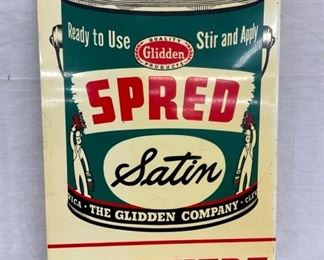 Ready to Use Stir and Apply
QUALITY
Glidden
PRODUCTS
SPRED
Satin
THE GLIDDEN COMPANY